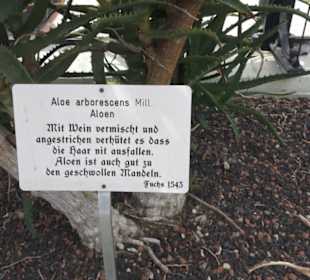 Aloe arborescens Mill.
Aloen
Mit Wein vermischt und
angestrichen verhütet es dass
die Haar nit ausfallen.
Aloen ist auch gut zu
den geschwollen Mandeln.
Fuchs 1543